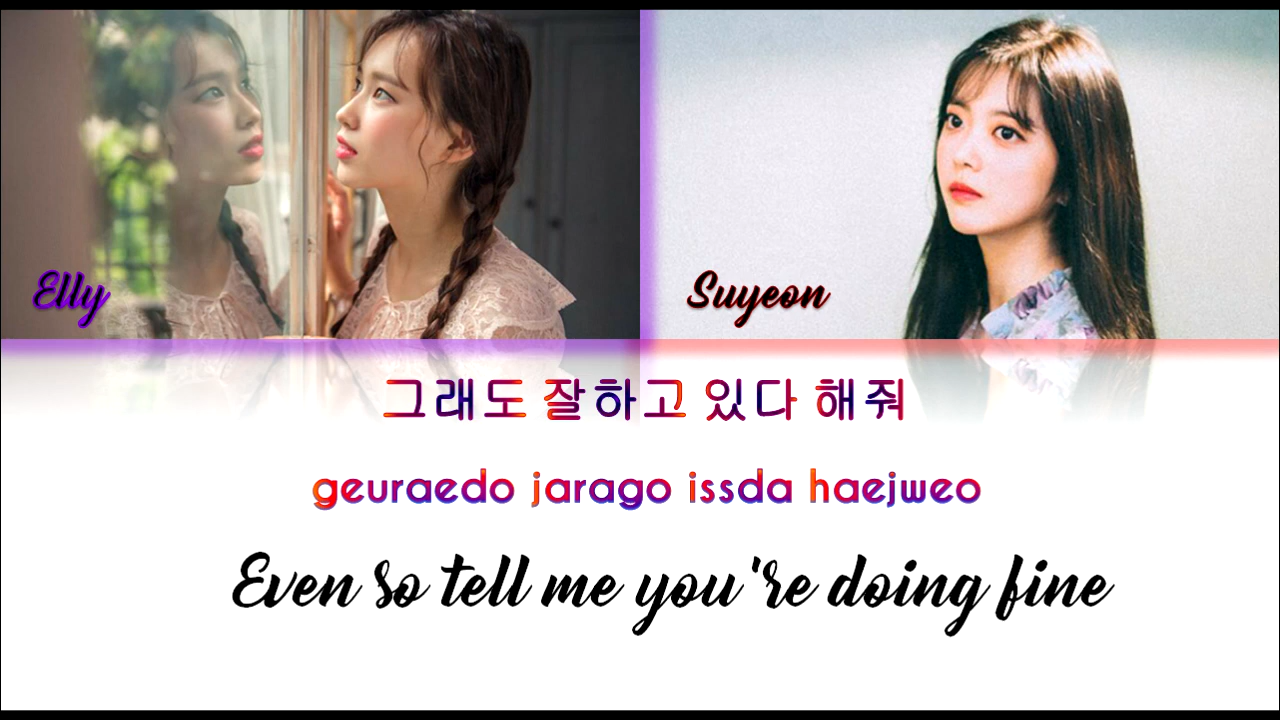 Elly
Suyeon
그래도 잘하고 있다 해줘
geuraedo jarago issda haejweo
Even so tell me you're doing fine